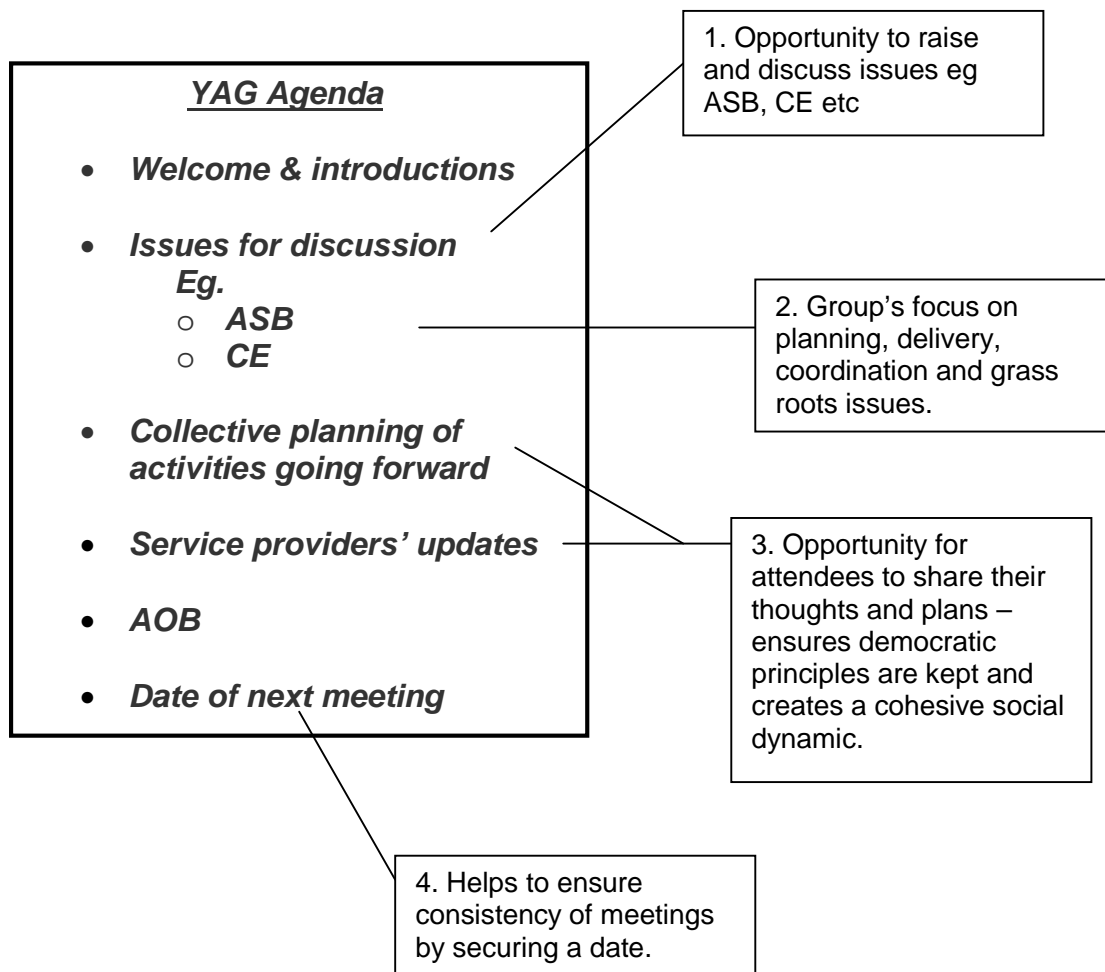 1. Opportunity to raise
and discuss issues eg
ASB, CE etc
YAG Agenda
• Welcome & introductions
• Issues for discussion
Eg.
o ASB
o CE
• Collective planning of
activities going forward
• Service providers’ updates
• AOB
• Date of next meeting
2. Group’s focus on
planning, delivery,
coordination and grass
roots issues.
3. Opportunity for
attendees to share their
thoughts and plans –
ensures democratic
principles are kept and
creates a cohesive social
dynamic.
4. Helps to ensure
consistency of meetings
by securing a date.